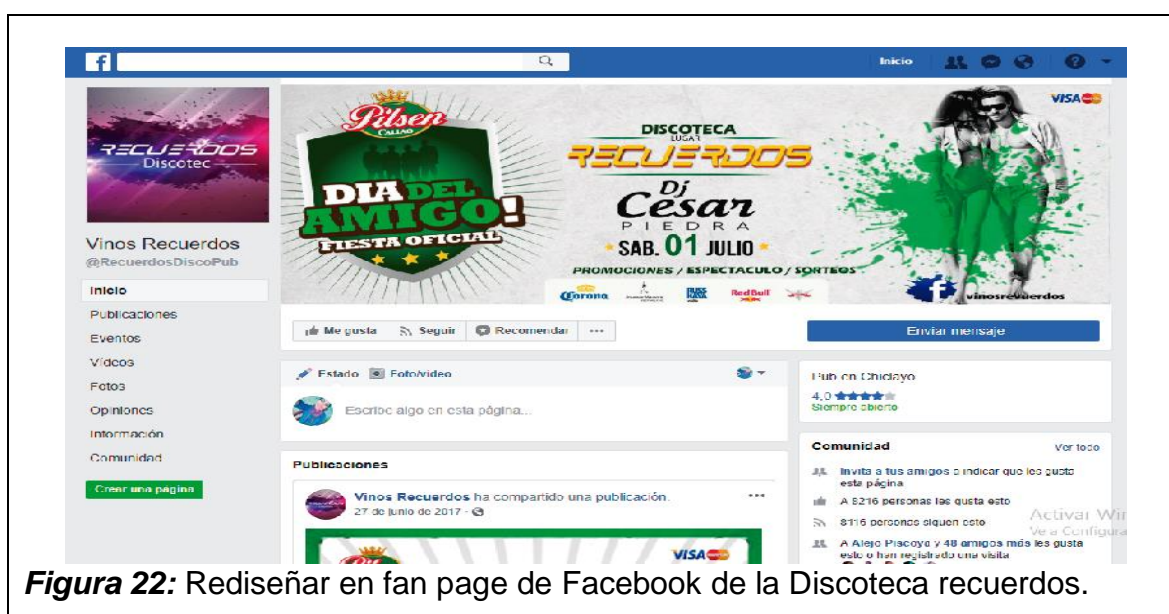 f
Inicio
RECUERDOS
Discotec
Vinos Recuerdos
@RecuerdosDiscoPub
Inicio
Publicaciones
Eventos
Vídeos
Fotos
Opiniones
Información
Comunidad
Crear una página
Pilsen
CALLAO
DIA DEL
AMIGO!
FIESTA OFICIAL
DISCOTECA
LUGAR
RECUERDOS
Dj
César
PIEDRA
SAB. 01 JULIO
PROMOCIONES / ESPECTACULO / SORTEOS
Corona
RedBull
VISA
f vinosrecuerdos
Me gusta Seguir Recomendar ...
Enviar mensaje
Estado Foto/vídeo
Escribe algo en esta página...
Publicaciones
Vinos Recuerdos ha compartido una publicación.
27 de junio de 2017 ·
VISA
Pub en Chiclayo
4,0
Siempre abierto
Comunidad Ver todo
Invita a tus amigos a indicar que les gusta
esta página
A 8216 personas les gusta esto
8116 personas siguen esto
A Alejo Piscoya y 48 amigos más les gusta
esto o han registrado una visita
Activar Win
Ve a Configura
Figura 22: Rediseñar en fan page de Facebook de la Discoteca recuerdos.